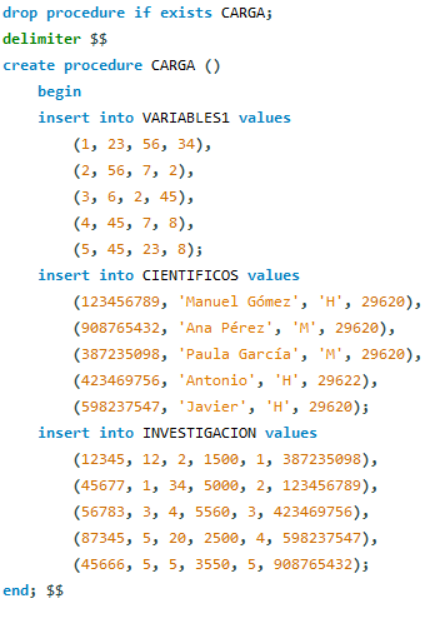 drop procedure if exists CARGA;
delimiter $$
create procedure CARGA ()
    begin
    insert into VARIABLES1 values
        (1, 23, 56, 34),
        (2, 56, 7, 2),
        (3, 6, 2, 45),
        (4, 45, 7, 8),
        (5, 45, 23, 8);
    insert into CIENTIFICOS values
        (123456789, 'Manuel Gómez', 'H', 29620),
        (908765432, 'Ana Pérez', 'M', 29620),
        (387235098, 'Paula García', 'M', 29620),
        (423469756, 'Antonio', 'H', 29622),
        (598237547, 'Javier', 'H', 29620);
    insert into INVESTIGACION values
        (12345, 12, 2, 1500, 1, 387235098),
        (45677, 1, 34, 5000, 2, 123456789),
        (56783, 3, 4, 5560, 3, 423469756),
        (87345, 5, 20, 2500, 4, 598237547),
        (45666, 5, 5, 3550, 5, 908765432);
end; $$